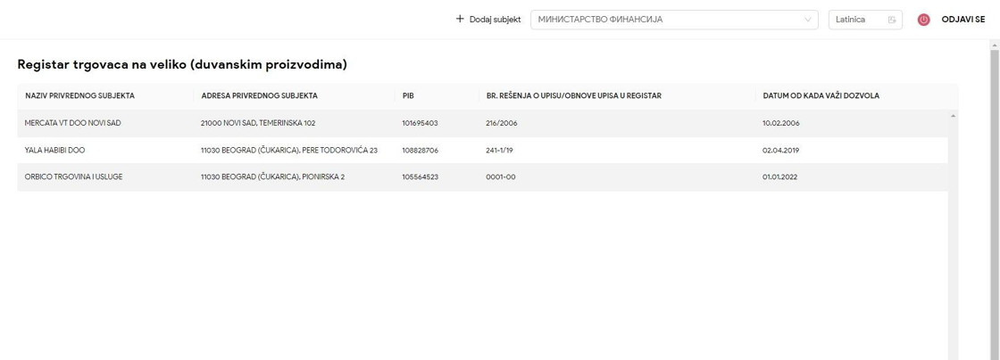 Dodaj subjekt МИНИСТАРСТВО ФИНАНСИЈА Latinica ODJAVI SE
Registar trgovaca na veliko (duvanskim proizvodima)
NAZIV PRIVREDNOG SUBJEKTA ADRESA PRIVREDNOG SUBJEKTA PIB BR. REŠENJA O UPISU/OBNOVE UPISA U REGISTAR DATUM OD KADA VAŽI DOZVOLA
MERCATA VT DOO NOVI SAD 21000 NOVI SAD, TEMERINSKA 102 101695403 216/2006 10.02.2006
YALA HABIBI DOO 11030 BEOGRAD (ČUKARICA), PERE TODOROVIĆA 23 108828706 241-1/19 02.04.2019
ORBICO TRGOVINA I USLUGE 11030 BEOGRAD (ČUKARICA), PIONIRSKA 2 105564523 0001-00 01.01.2022